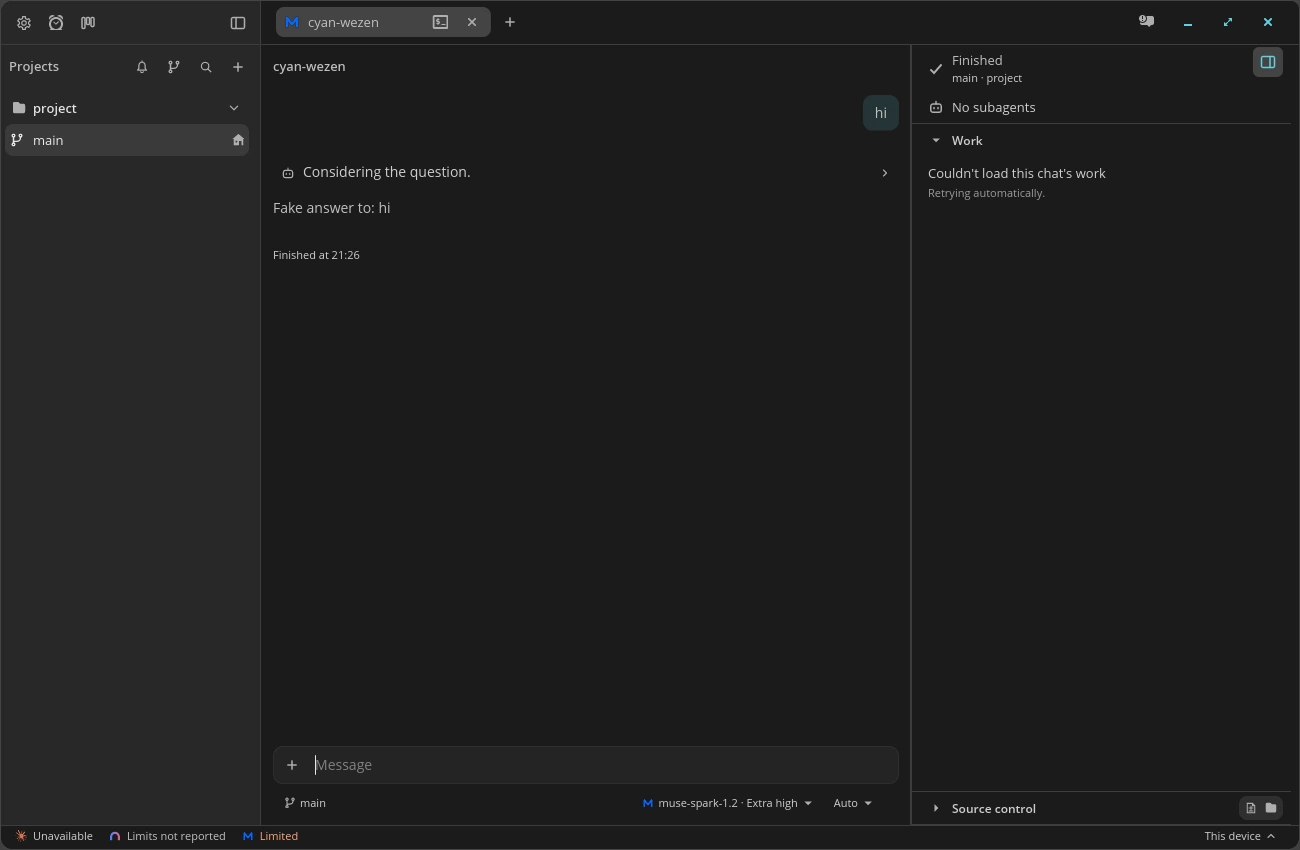 cyan-wezen
Projects
project
main
cyan-wezen
hi
Considering the question.
Fake answer to: hi
Finished at 21:26
Message
main
muse-spark-1.2 · Extra high
Auto
Finished
main · project
No subagents
Work
Couldn't load this chat's work
Retrying automatically.
Source control
Unavailable
Limits not reported
Limited
This device